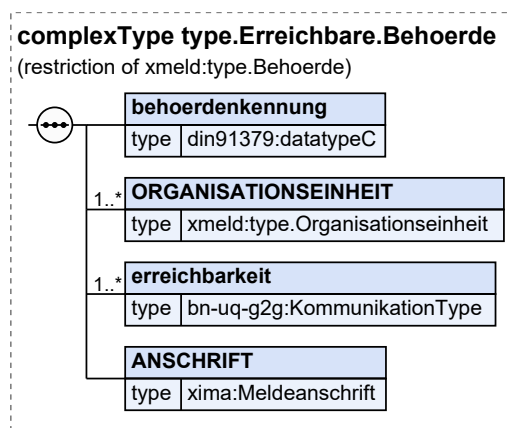 complexType type.Erreichbare.Behoerde
(restriction of xmeld:type.Behoerde)
behoerdenkennung
type din91379:datatypeC
1..* ORGANISATIONSEINHEIT
type xmeld:type.Organisationseinheit
1..* erreichbarkeit
type bn-uq-g2g:KommunikationType
ANSCHRIFT
type xima:Meldeanschrift